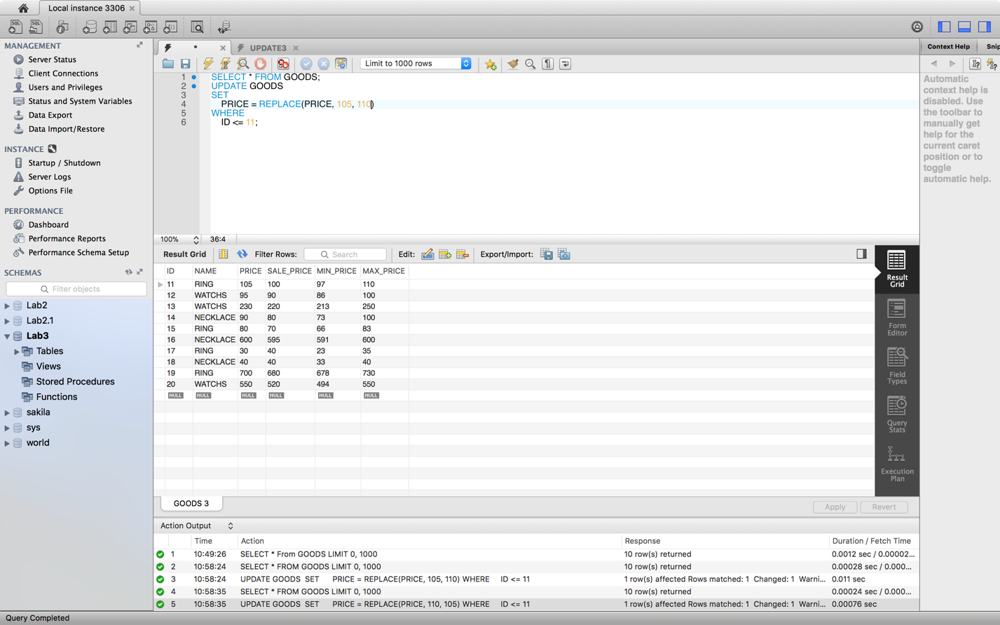 Local instance 3306
MANAGEMENT
Server Status
Client Connections
Users and Privileges
Status and System Variables
Data Export
Data Import/Restore
INSTANCE
Startup / Shutdown
Server Logs
Options File
PERFORMANCE
Dashboard
Performance Reports
Performance Schema Setup
SCHEMAS
Filter objects
Lab2
Lab2.1
Lab3
Tables
Views
Stored Procedures
Functions
sakila
sys
world
UPDATE3
Limit to 1000 rows
1 SELECT * FROM GOODS;
2 UPDATE GOODS
3 SET
4 PRICE = REPLACE(PRICE, 105, 110)
5 WHERE
6 ID <= 11;
100% 36:4
Result Grid Filter Rows: Search Edit: Export/Import:
ID NAME PRICE SALE_PRICE MIN_PRICE MAX_PRICE
11 RING 105 100 97 110
12 WATCHS 95 90 86 100
13 WATCHS 230 220 213 250
14 NECKLACE 90 80 73 100
15 RING 80 70 66 83
16 NECKLACE 600 595 591 600
17 RING 30 40 23 35
18 NECKLACE 40 40 33 40
19 RING 700 680 678 730
20 WATCHS 550 520 494 550
NULL NULL NULL NULL NULL NULL
Result
Grid
Form
Editor
Field
Types
Query
Stats
Execution
Plan
GOODS 3
Apply Revert
Action Output
Time Action Response Duration / Fetch Time
1 10:49:26 SELECT * From GOODS LIMIT 0, 1000 10 row(s) returned 0.0012 sec / 0.00002...
2 10:58:24 SELECT * FROM GOODS LIMIT 0, 1000 10 row(s) returned 0.00028 sec / 0.000...
3 10:58:24 UPDATE GOODS SET PRICE = REPLACE(PRICE, 105, 110) WHERE ID <= 11 1 row(s) affected Rows matched: 1 Changed: 1 Warni... 0.011 sec
4 10:58:35 SELECT * FROM GOODS LIMIT 0, 1000 10 row(s) returned 0.00024 sec / 0.000...
5 10:58:35 UPDATE GOODS SET PRICE = REPLACE(PRICE, 110, 105) WHERE ID <= 11 1 row(s) affected Rows matched: 1 Changed: 1 Warni... 0.00076 sec
Context Help Snip
Automatic
context help is
disabled. Use
the toolbar to
manually get
help for the
current caret
position or to
toggle
automatic help.
Query Completed